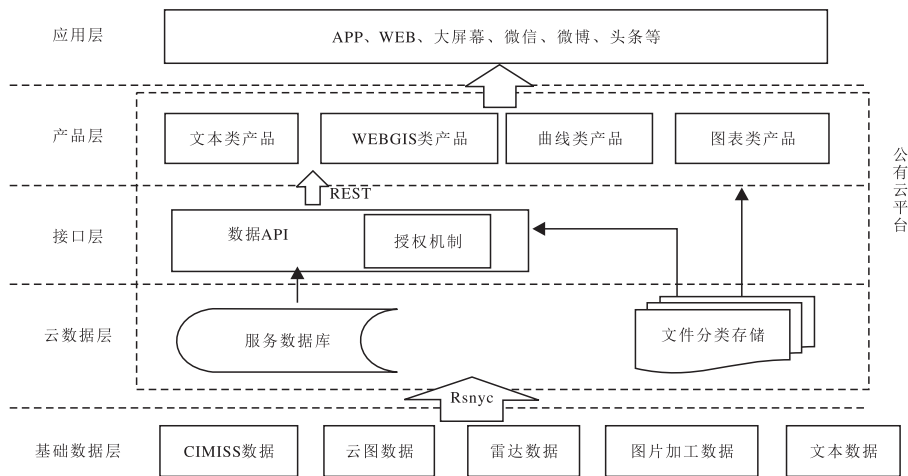 应用层
APP、WEB、大屏幕、微信、微博、头条等
产品层
文本类产品
WEBGIS类产品
曲线类产品
图表类产品
公有云平台
REST
接口层
数据API
授权机制
云数据层
服务数据库
文件分类存储
Rsnyc
基础数据层
CIMISS数据
云图数据
雷达数据
图片加工数据
文本数据